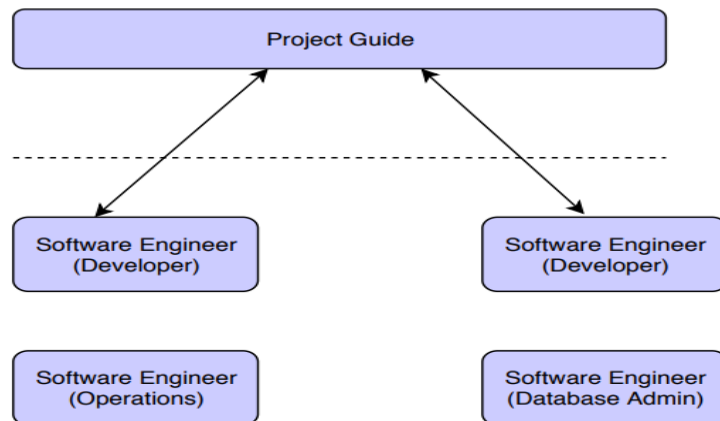 Project Guide
Software Engineer
(Developer)
Software Engineer
(Developer)
Software Engineer
(Operations)
Software Engineer
(Database Admin)